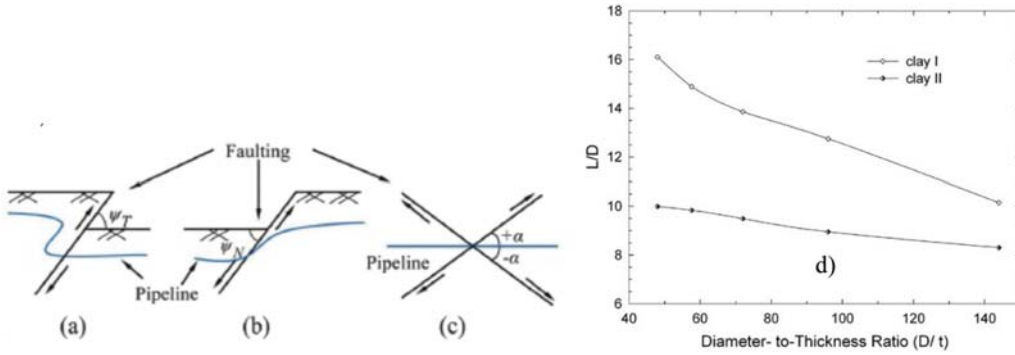 Faulting
ψT
ψN
+α
-α
Pipeline
Pipeline
(a)
(b)
(c)
L/D
18
16
14
12
10
8
6
clay I
clay II
d)
40
60
80
100
120
140
Diameter- to-Thickness Ratio (D/ t)